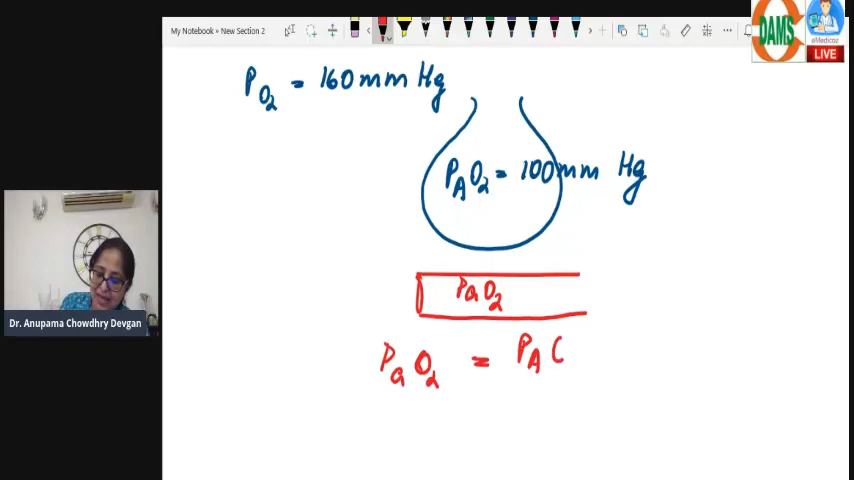 My Notebook » New Section 2
DAMS
eMedicoz
LIVE
PO2 = 160 mm Hg
PAO2 = 100 mm Hg
PaO2
PaO2 = PA C
Dr. Anupama Chowdhry Devgan